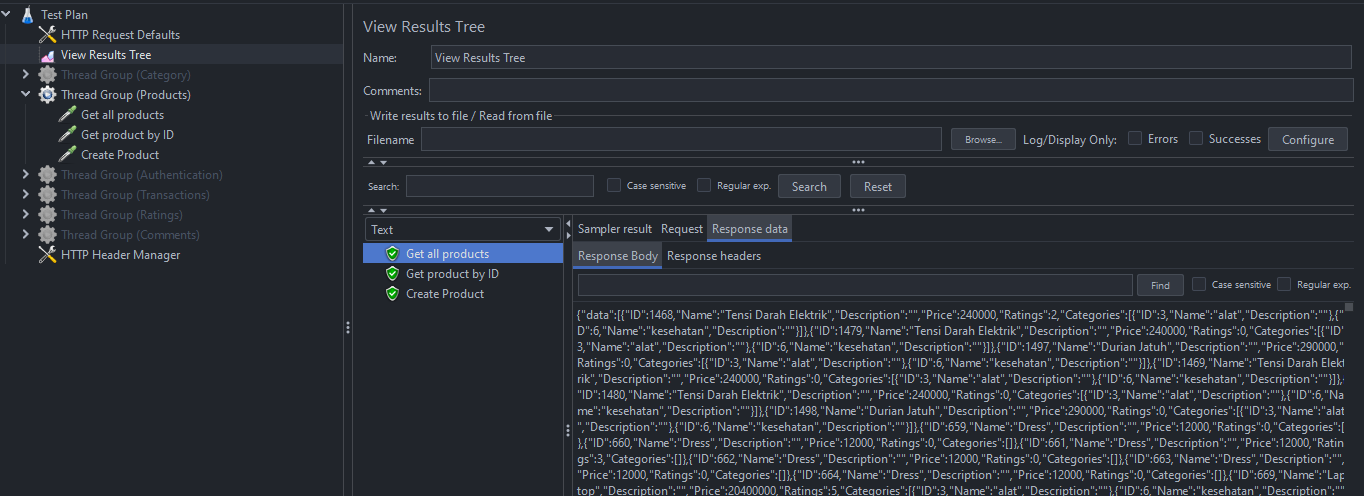 Test Plan
HTTP Request Defaults
View Results Tree
Thread Group (Category)
Thread Group (Products)
Get all products
Get product by ID
Create Product
Thread Group (Authentication)
Thread Group (Transactions)
Thread Group (Ratings)
Thread Group (Comments)
HTTP Header Manager
View Results Tree
Name: View Results Tree
Comments:
Write results to file / Read from file
Filename Browse... Log/Display Only: Errors Successes Configure
Search: Case sensitive Regular exp. Search Reset
Text
Get all products
Get product by ID
Create Product
Sampler result Request Response data
Response Body Response headers
Find Case sensitive Regular exp.
{"data":[{"ID":1468,"Name":"Tensi Darah Elektrik","Description":"","Price":240000,"Ratings":2,"Categories":[{"ID":3,"Name":"alat","Description":""},{"I
D":6,"Name":"kesehatan","Description":""}]},{"ID":1479,"Name":"Tensi Darah Elektrik","Description":"","Price":240000,"Ratings":0,"Categories":[{"ID":
3,"Name":"alat","Description":""},{"ID":6,"Name":"kesehatan","Description":""}]},{"ID":1497,"Name":"Durian Jatuh","Description":"","Price":290000,"
Ratings":0,"Categories":[{"ID":3,"Name":"alat","Description":""},{"ID":6,"Name":"kesehatan","Description":""}]},{"ID":1469,"Name":"Tensi Darah Elekt
rik","Description":"","Price":240000,"Ratings":0,"Categories":[{"ID":3,"Name":"alat","Description":""},{"ID":6,"Name":"kesehatan","Description":""}]},{
"ID":1480,"Name":"Tensi Darah Elektrik","Description":"","Price":240000,"Ratings":0,"Categories":[{"ID":3,"Name":"alat","Description":""},{"ID":6,"Na
me":"kesehatan","Description":""}]},{"ID":1498,"Name":"Durian Jatuh","Description":"","Price":290000,"Ratings":0,"Categories":[{"ID":3,"Name":"alat
","Description":""},{"ID":6,"Name":"kesehatan","Description":""}]},{"ID":659,"Name":"Dress","Description":"","Price":12000,"Ratings":0,"Categories":[
]},{"ID":660,"Name":"Dress","Description":"","Price":12000,"Ratings":0,"Categories":[]},{"ID":661,"Name":"Dress","Description":"","Price":12000,"Ratin
gs":3,"Categories":[]},{"ID":662,"Name":"Dress","Description":"","Price":12000,"Ratings":0,"Categories":[]},{"ID":663,"Name":"Dress","Description":"",
"Price":12000,"Ratings":0,"Categories":[]},{"ID":664,"Name":"Dress","Description":"","Price":12000,"Ratings":0,"Categories":[]},{"ID":669,"Name":"Lap
top","Description":"","Price":20400000,"Ratings":5,"Categories":[{"ID":3,"Name":"alat","Description":""},{"ID":6,"Name":"kesehatan","Description":""